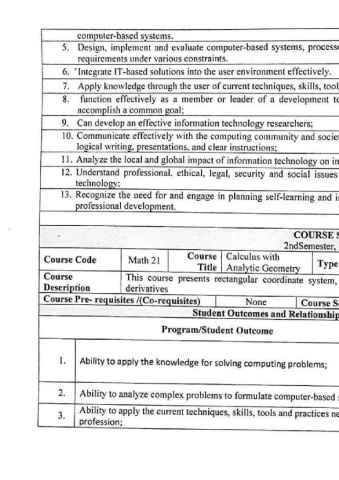 computer-based systems.
5. Design, implement and evaluate computer-based systems,
requirements under various constraints.
6. 'Integrate IT-based solutions into the user environment effectively.
7. Apply knowledge through the user of current techniques, skills,
8. function effectively as a member or leader of a development
accomplish a common goal;
9. Can develop an effective information technology researchers;
10. Communicate effectively with the computing community and
logical writing, presentations, and clear instructions;
11. Analyze the local and global impact of information technology on
12. Understand professional, ethical, legal, security and social issues
technology;
13. Recognize the need for and engage in planning self-learning and
professional development.
COURSE
2ndSemester,
Course Code Math 21 Course Title Calculus with Analytic Geometry Type
Course Description This course presents rectangular coordinate system,
derivatives
Course Pre- requisites /(Co-requisites) None Course
Student Outcomes and Relationship
Program/Student Outcome
1. Ability to apply the knowledge for solving computing problems;
2. Ability to analyze complex problems to formulate computer-based
3. Ability to apply the current techniques, skills, tools and practices
profession;